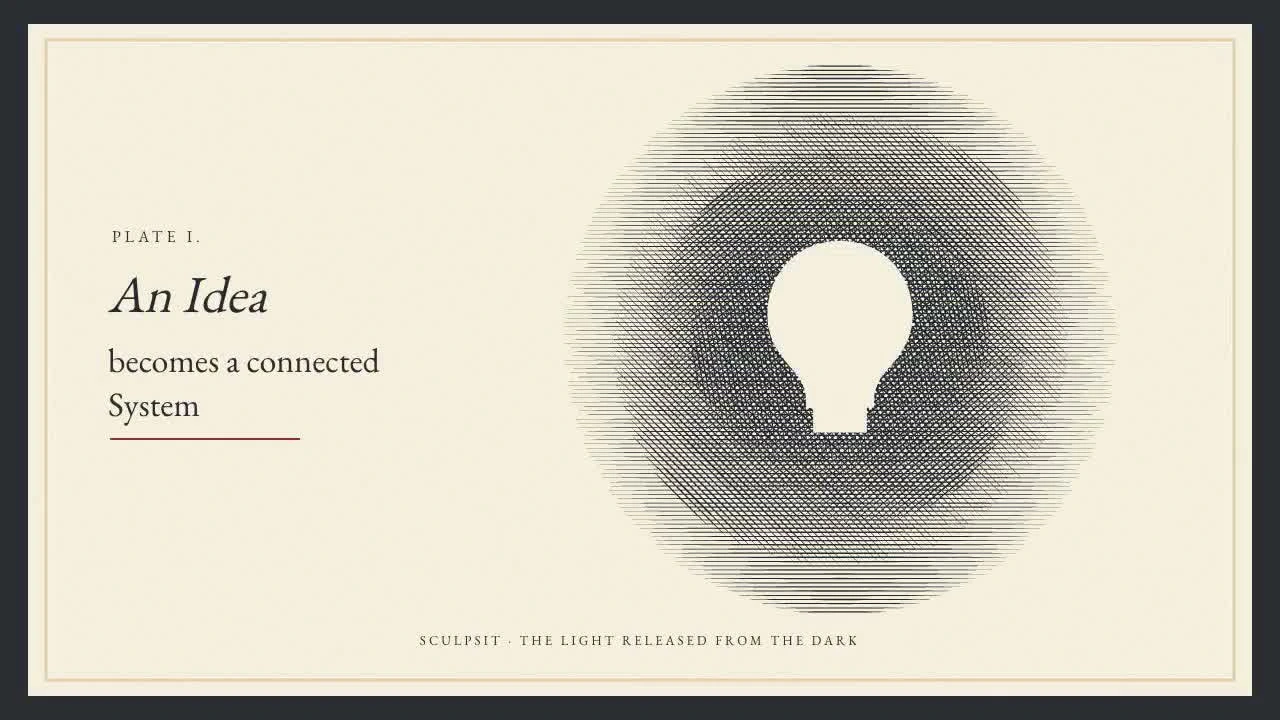 PLATE I.
An Idea
becomes a connected
System
SCULPSIT · THE LIGHT RELEASED FROM THE DARK